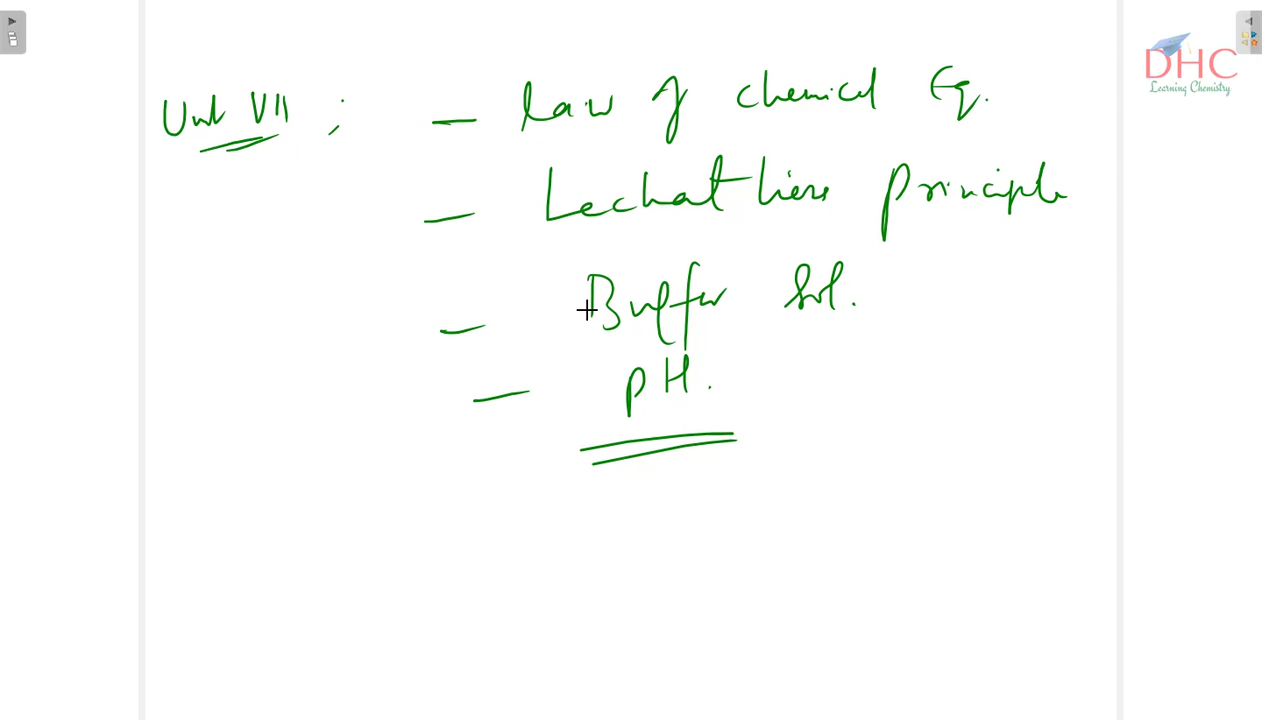 Unit VII ; — Law of chemical Eq.
— Lechatliers principle
— Buffer Sol.
— pH.
DHC
Learning Chemistry